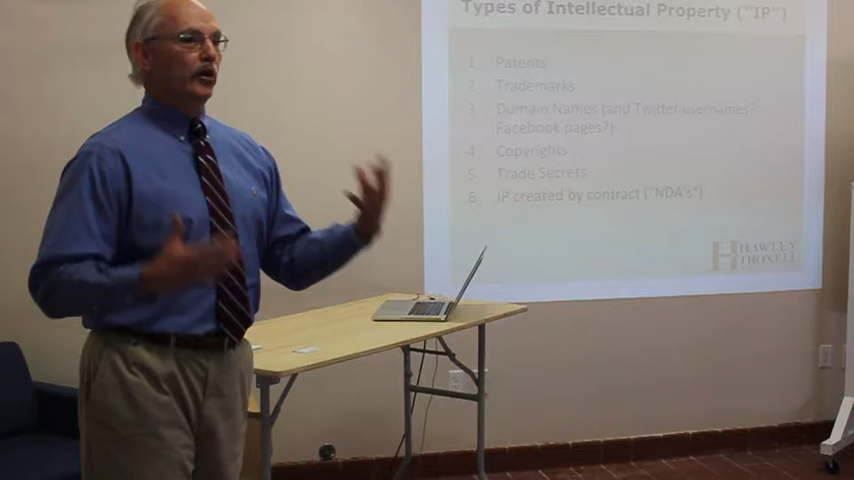 Types of Intellectual Property ("IP")
1. Patents
2. Trademarks
3. Domain Names (and Twitter usernames?
Facebook pages?)
4. Copyrights
5. Trade Secrets
6. IP created by contract ("NDA's")
HAWLEY
TROXELL